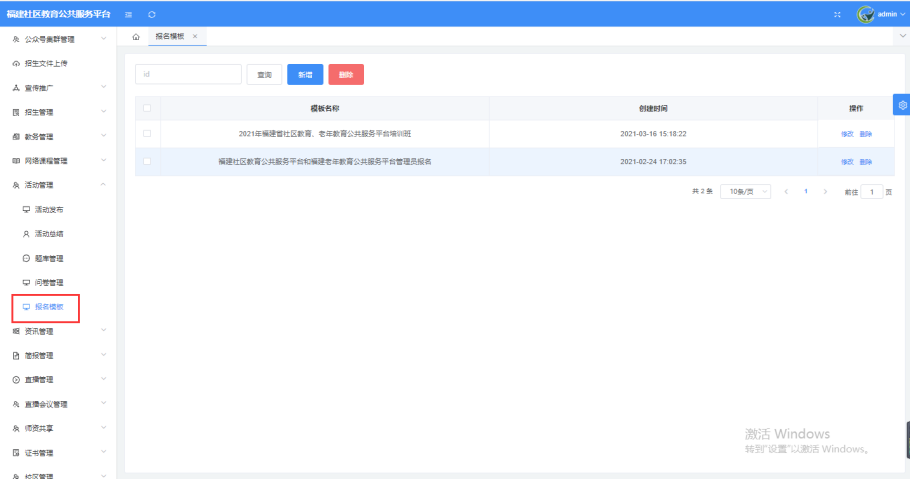 福建社区教育公共服务平台
admin
公众号集群管理
报名模板 ×
招生文件上传
宣传推广
招生管理
教务管理
网络课程管理
活动管理
活动发布
活动总结
题库管理
问卷管理
报名模板
资讯管理
简报管理
直播管理
直播会议管理
师资共享
证书管理
校区管理
id
查询
新增
删除
模板名称 创建时间 操作
2021年福建省社区教育、老年教育公共服务平台培训班 2021-03-16 15:18:22 修改 删除
福建社区教育公共服务平台和福建老年教育公共服务平台管理员报名 2021-02-24 17:02:35 修改 删除
共 2 条 10条/页 < 1 > 前往 1 页
激活 Windows
转到"设置"以激活 Windows。